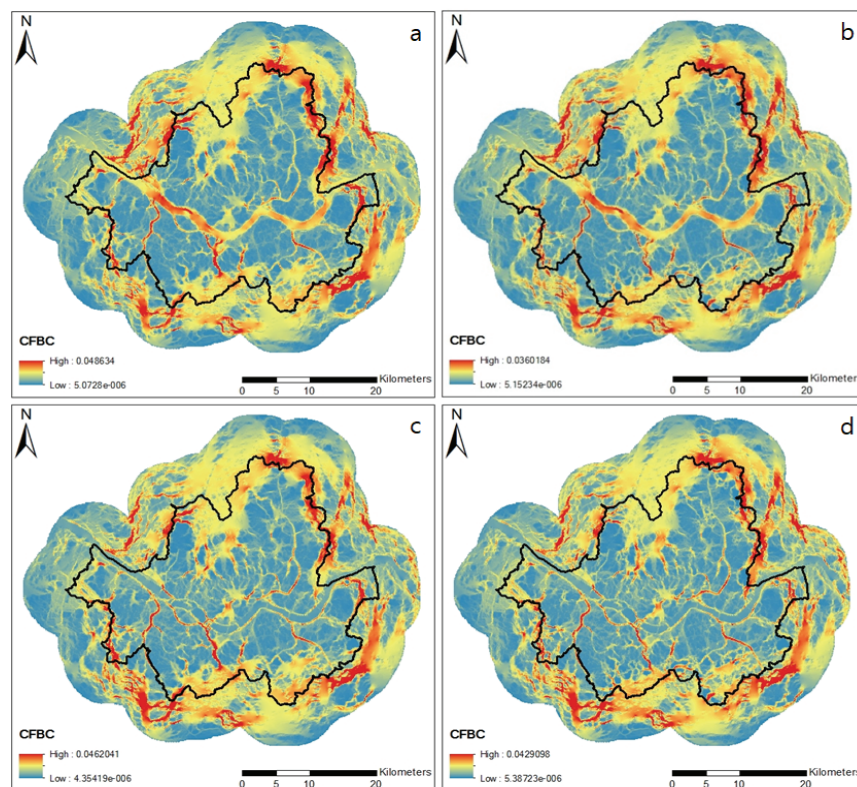 N
a
CFBC
High : 0.048634
Low : 5.0728e-006
Kilometers
0 5 10 20
N
b
CFBC
High : 0.0360184
Low : 5.15234e-006
Kilometers
0 5 10 20
N
c
CFBC
High : 0.0462041
Low : 4.35419e-006
Kilometers
0 5 10 20
N
d
CFBC
High : 0.0429098
Low : 5.38723e-006
Kilometers
0 5 10 20